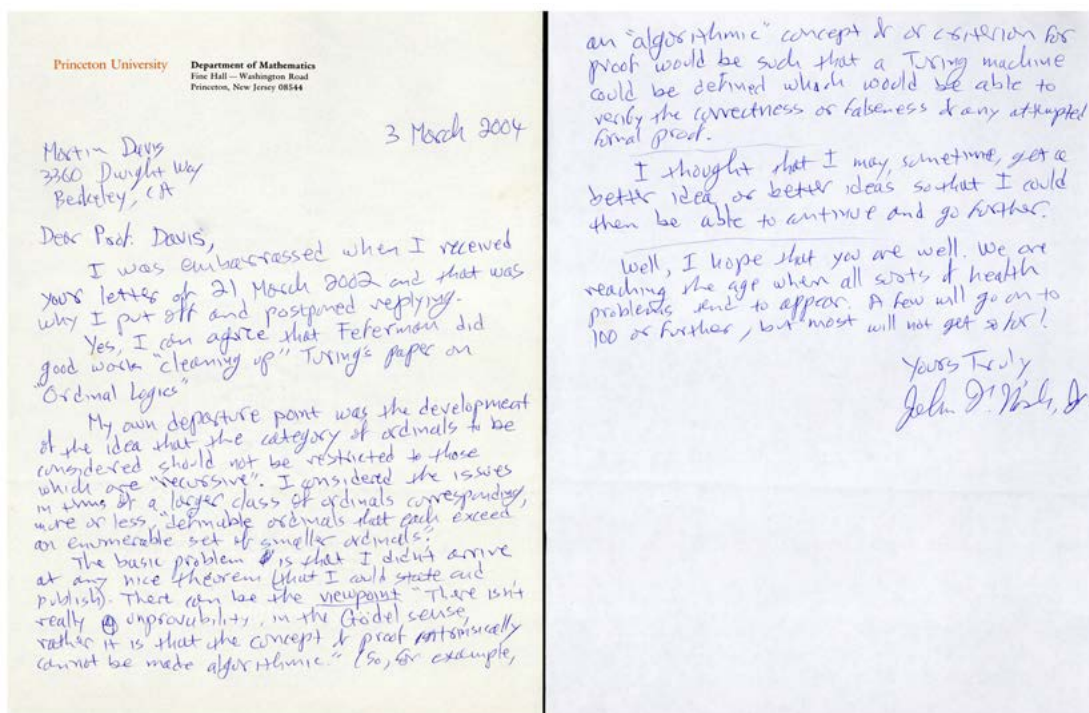 Princeton University
Department of Mathematics
Fine Hall — Washington Road
Princeton, New Jersey 08544
3 March 2004
Martin Davis
3360 Dwight Way
Berkeley, CA
Dear Prof. Davis,
I was embarrassed when I received
your letter of 21 March 2002 and that was
why I put off and postponed replying.
Yes, I can agree that Feferman did
good work "cleaning up" Turing's paper on
"Ordinal Logics"
My own departure point was the development
of the idea that the category of ordinals to be
considered should not be restricted to those
which are "recursive". I considered the issues
in terms of a larger class of ordinals corresponding,
more or less, "definable ordinals that each exceed
an enumerable set of smaller ordinals."
The basic problem is that I didn't arrive
at any nice theorem (that I could state and
publish). There can be the viewpoint "There isn't
really unprovability, in the Gödel sense,
rather it is that the concept of proof intrinsically
cannot be made algorithmic." (So, for example,
an "algorithmic" concept of or criterion for
proof would be such that a Turing machine
could be defined which would be able to
verify the correctness or falseness of any attempted
formal proof.
I thought that I may, sometime, get a
better idea, or better ideas so that I could
then be able to continue and go further.
Well, I hope that you are well. We are
reaching the age when all sorts of health
problems tend to appear. A few will go on to
100 or further, but most will not get so far!
Yours Truly
John F. Nash, Jr